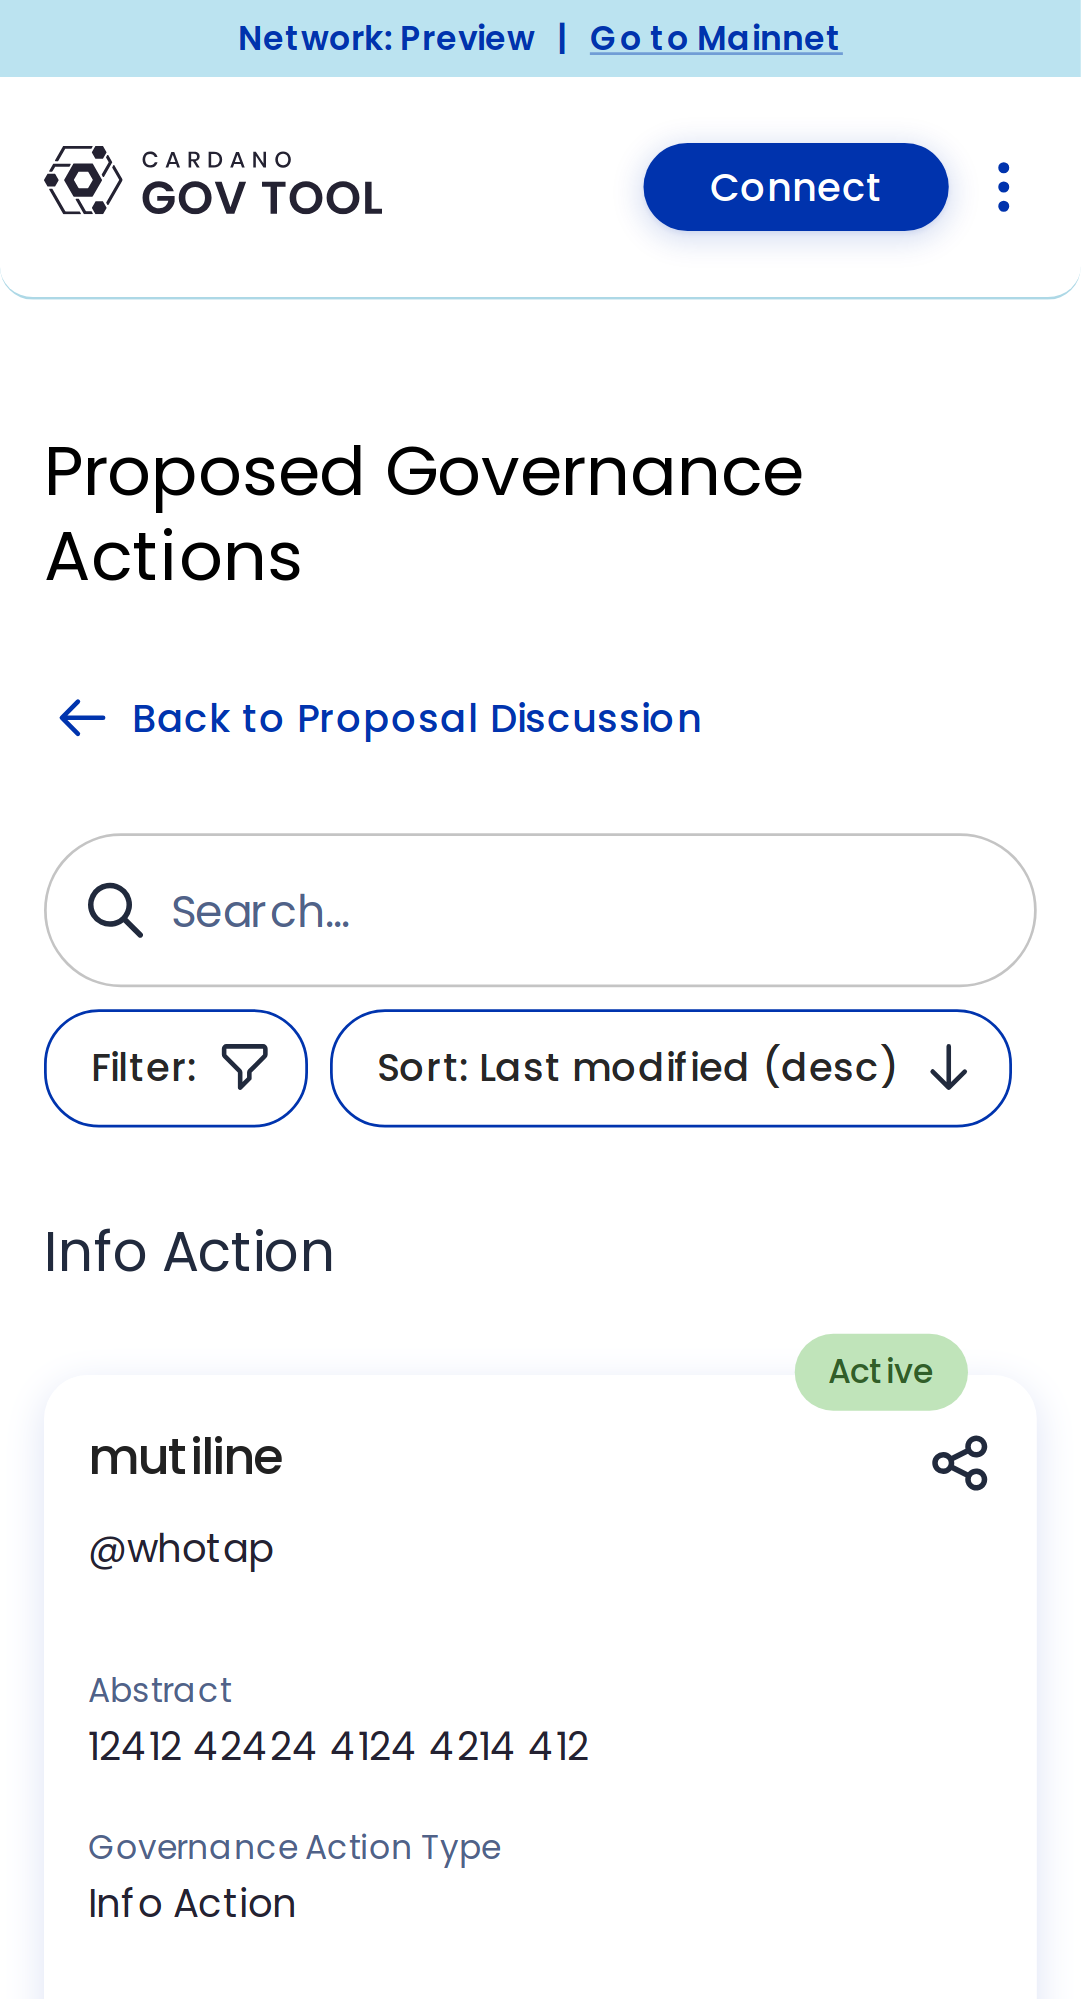 Network: Preview | Go to Mainnet
CARDANO
GOV TOOL
Connect
Proposed Governance
Actions
Back to Proposal Discussion
Search...
Filter:
Sort: Last modified (desc)
Info Action
Active
mutiline
@whotap
Abstract
12412 42424 4124 4214 412
Governance Action Type
Info Action